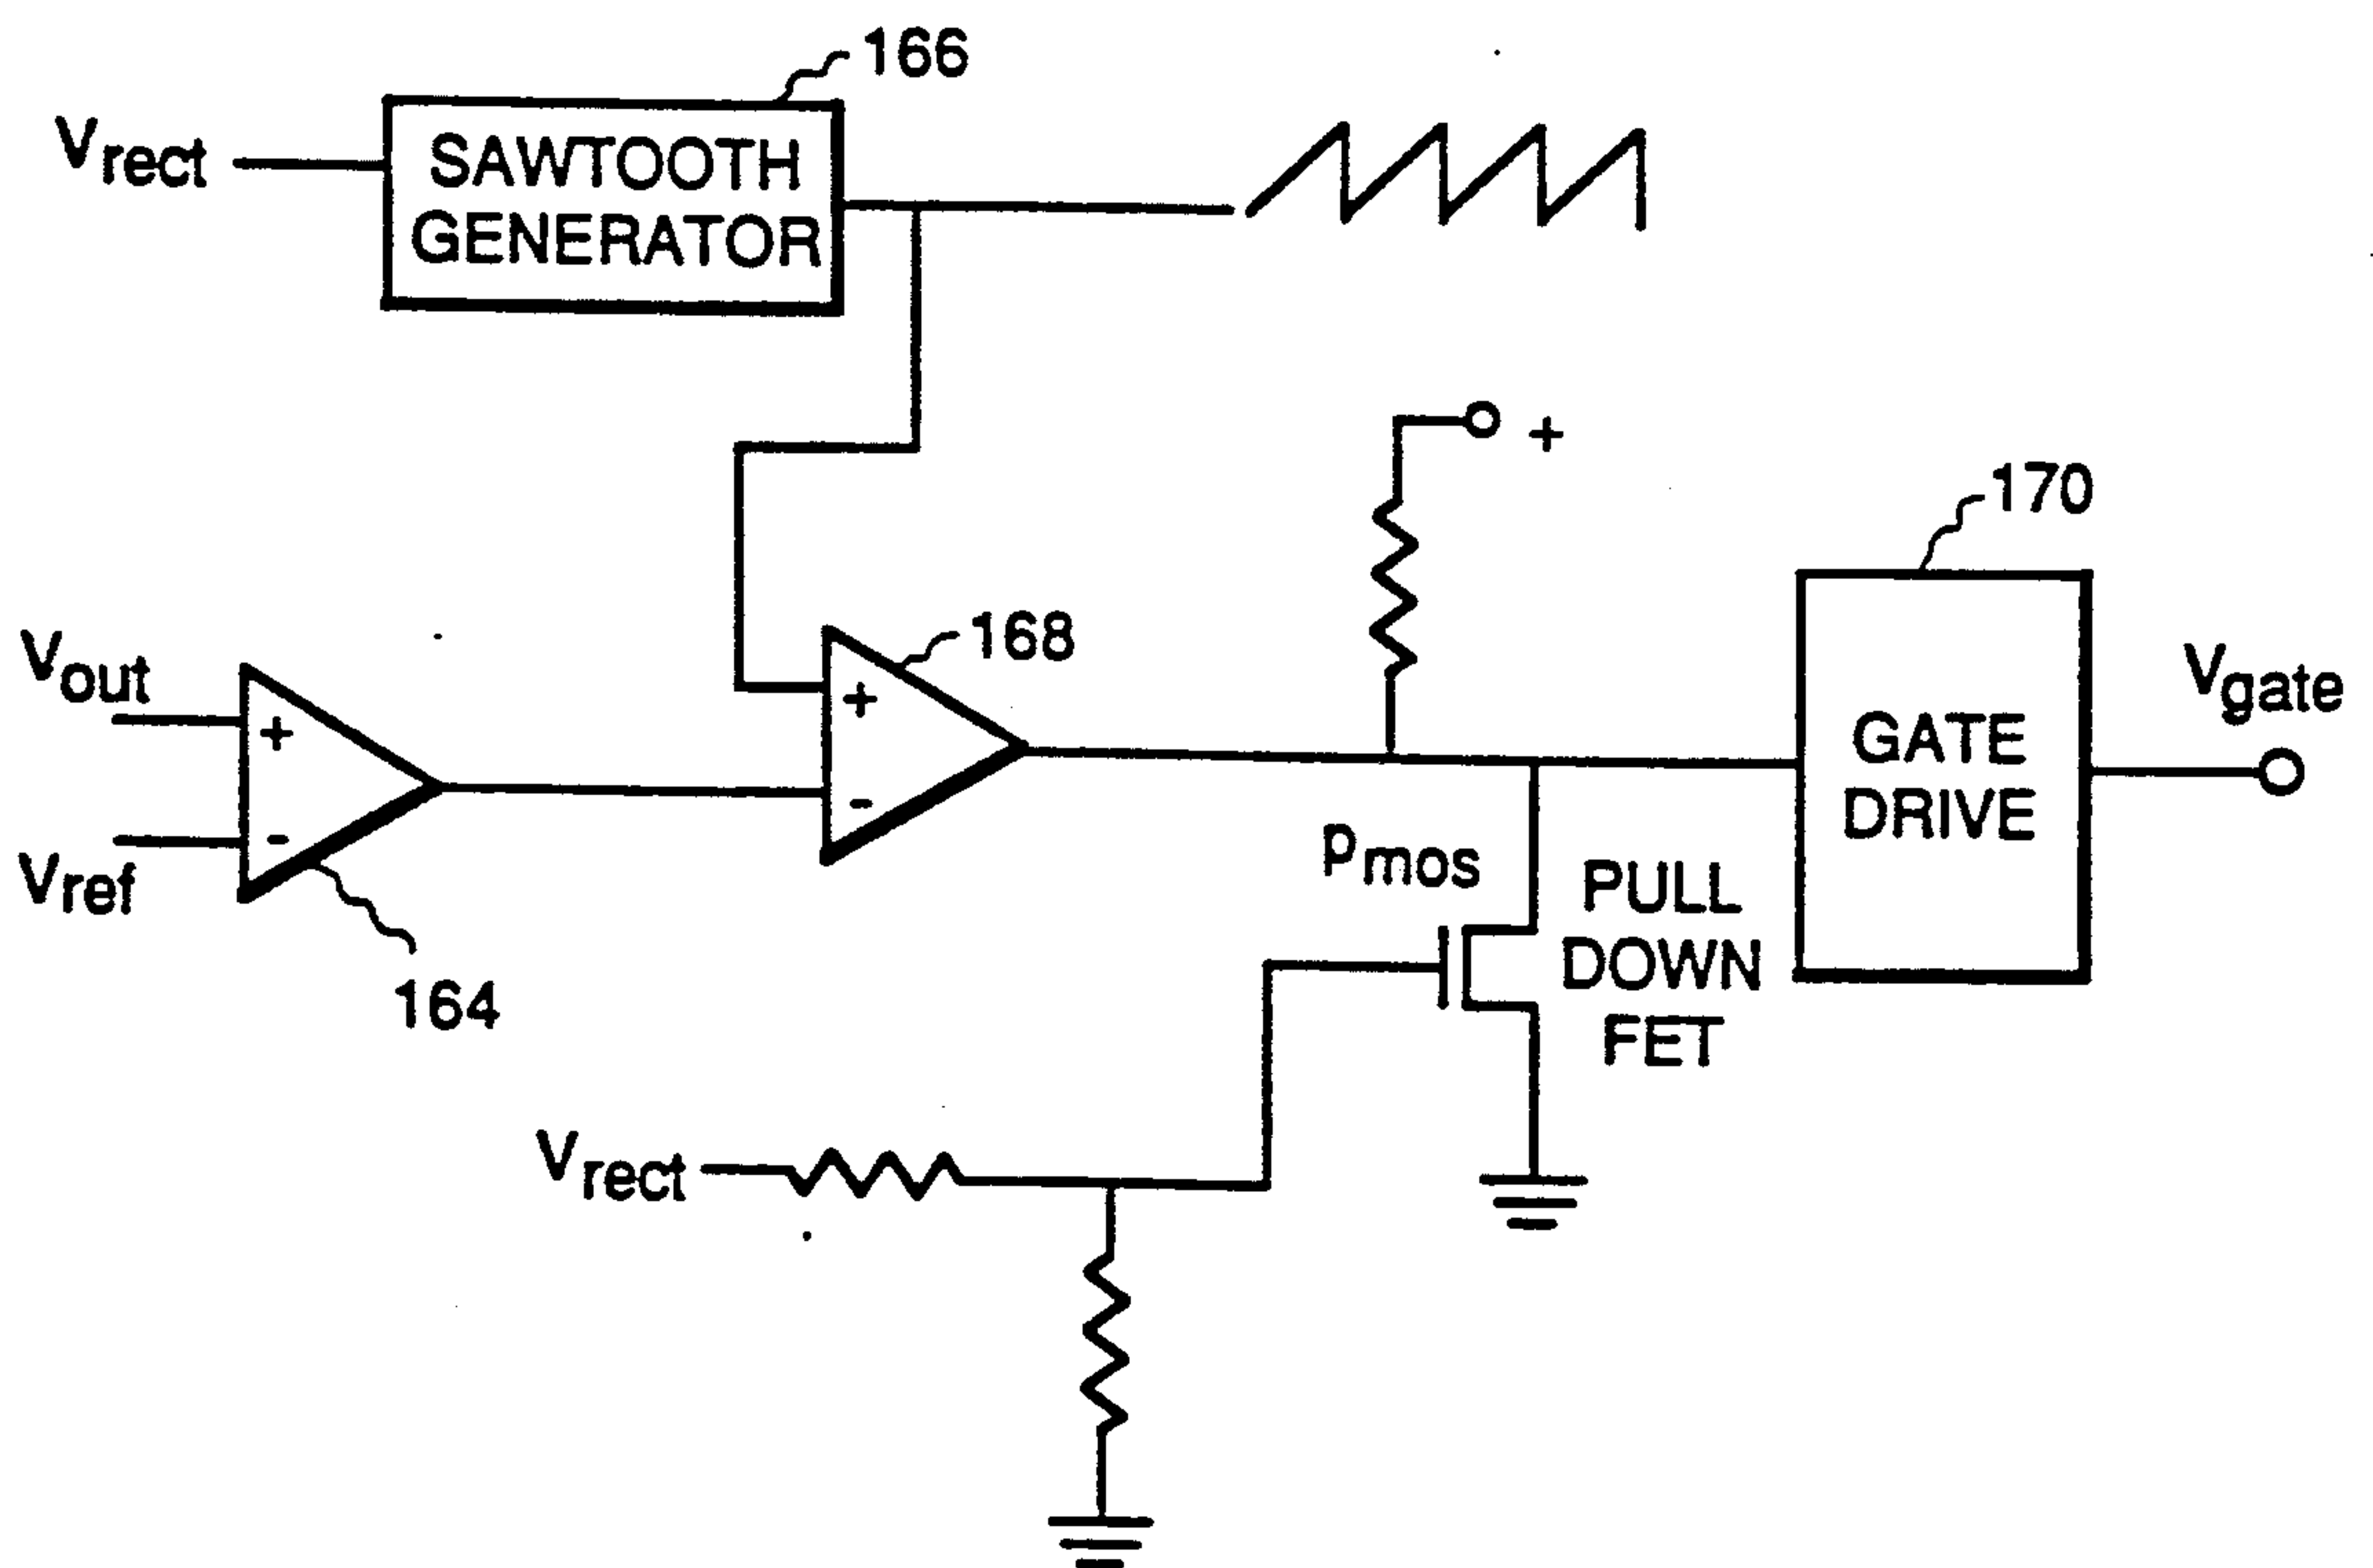 166
Vrect
SAWTOOTH
GENERATOR
+
170
168
Vout
+
+
Vgate
GATE
DRIVE
-
-
Vref
Pmos
PULL
DOWN
FET
164
Vrect